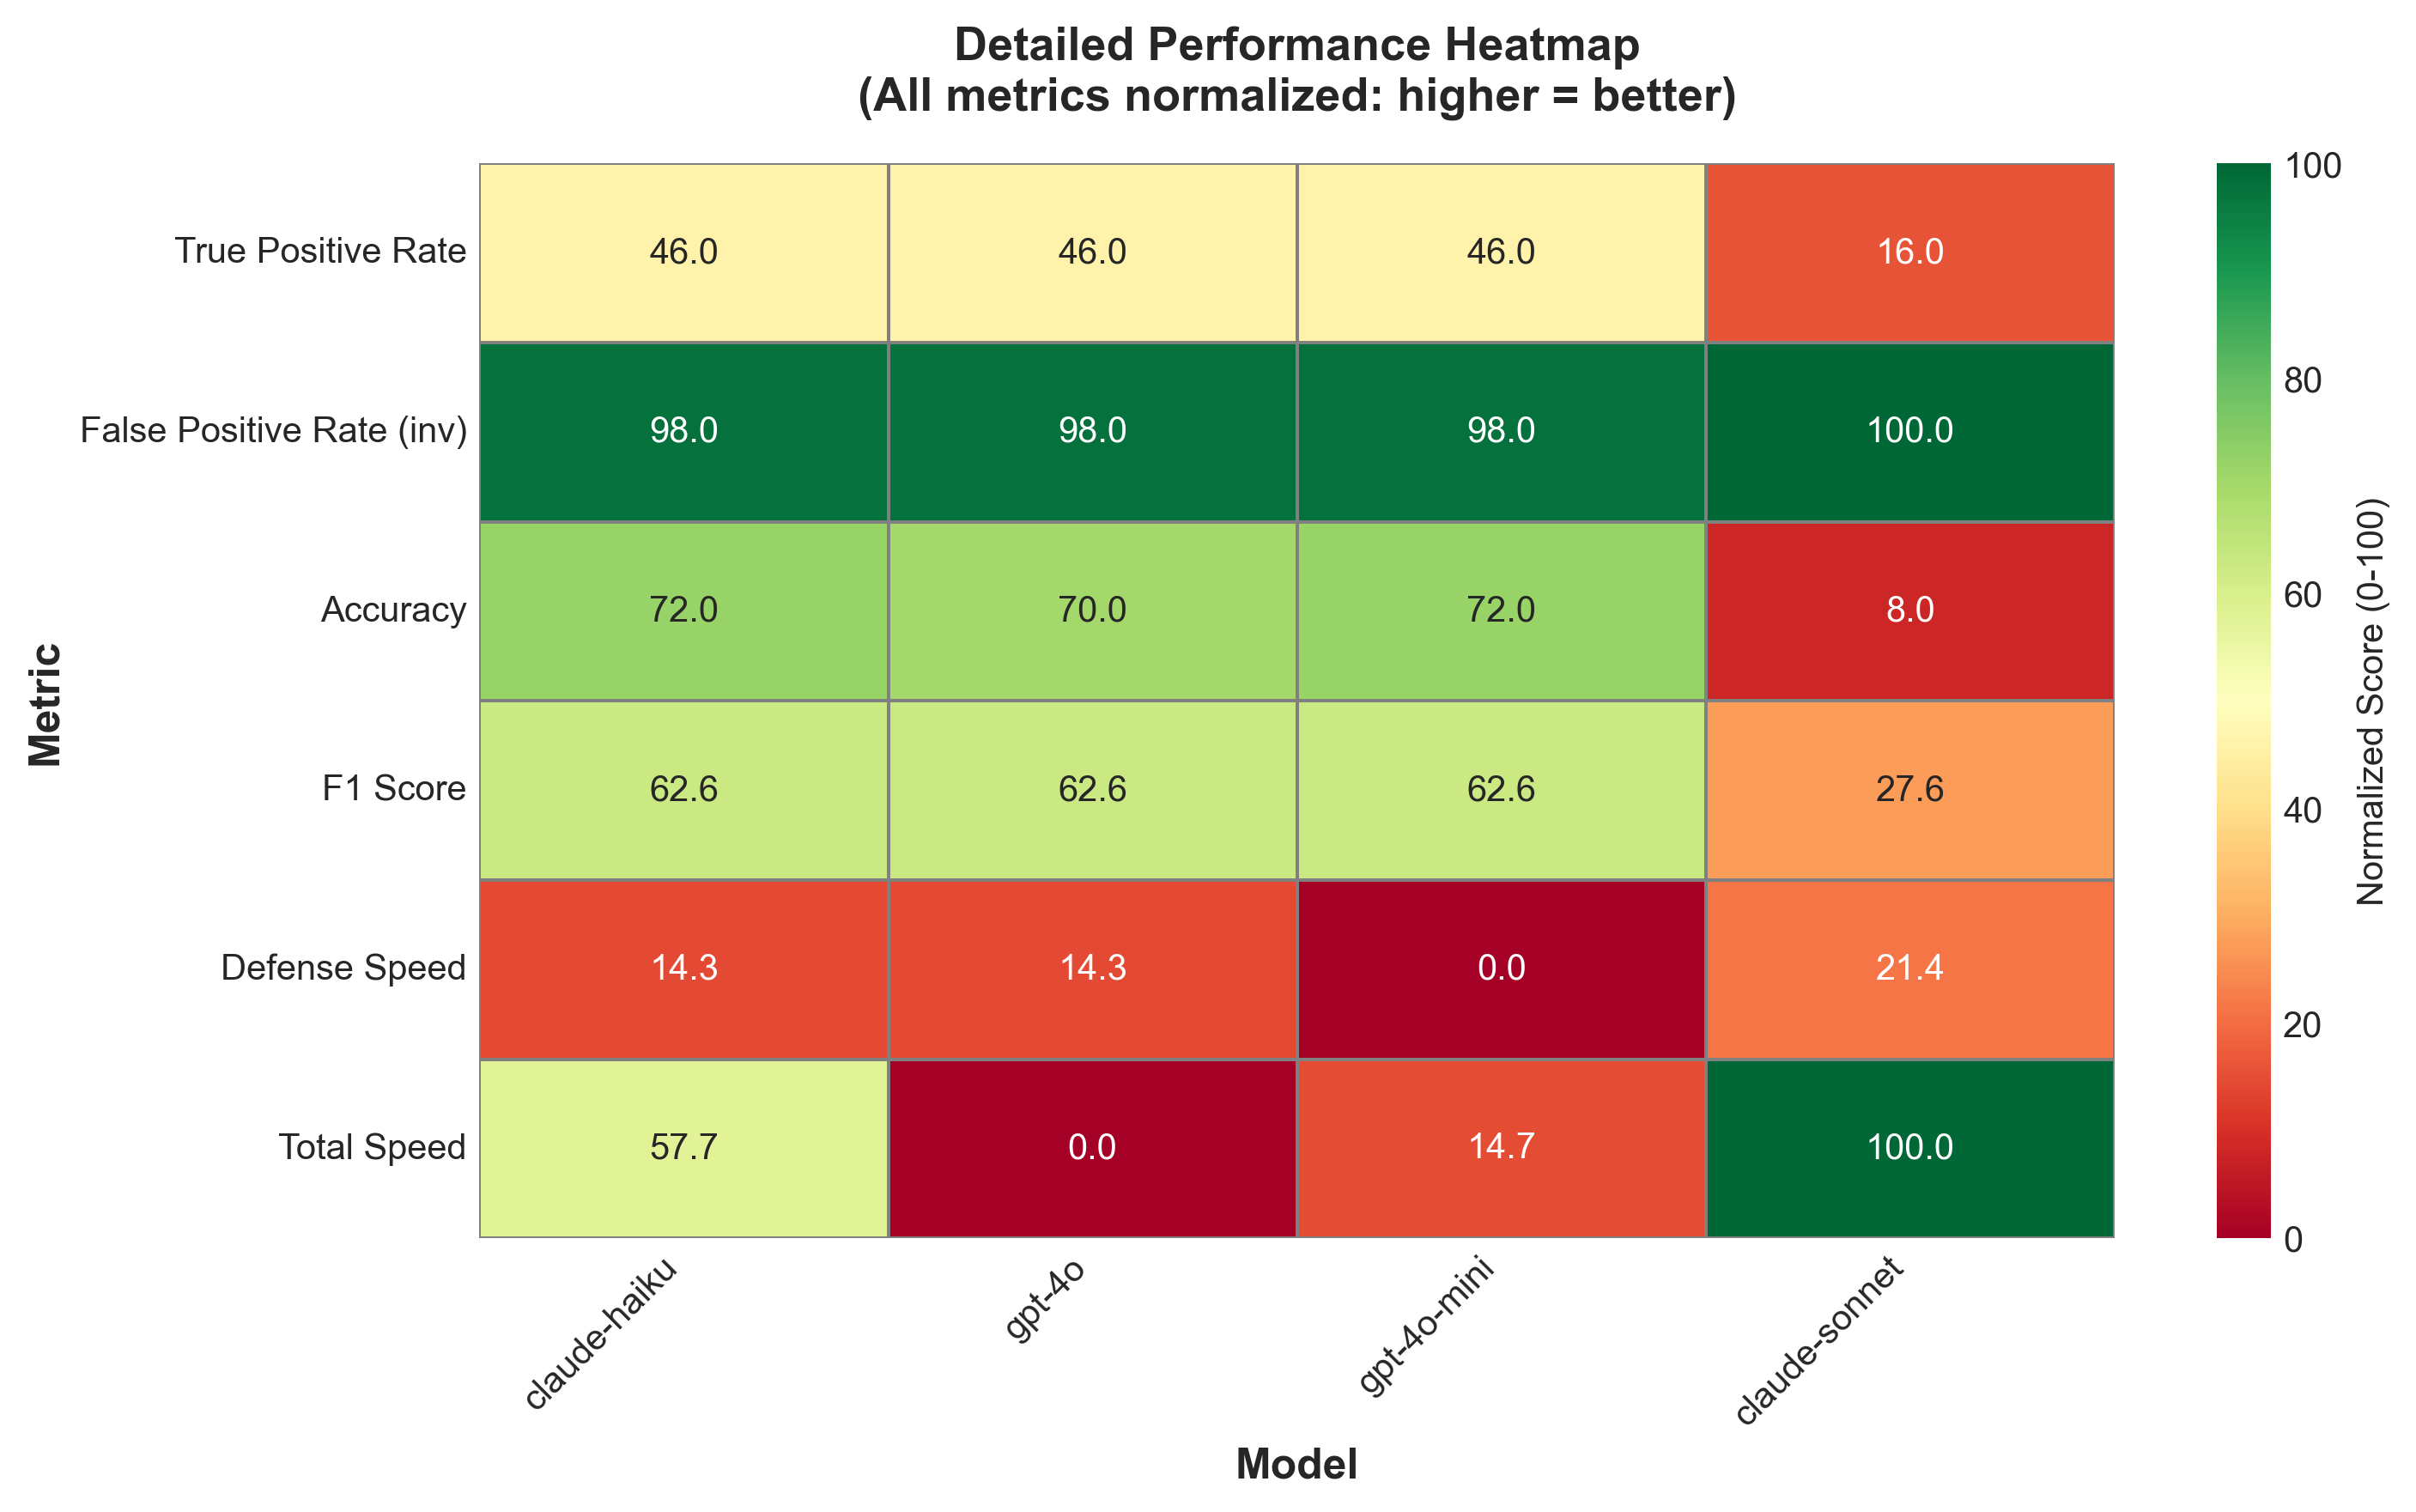 Detailed Performance Heatmap
(All metrics normalized: higher = better)
True Positive Rate 46.0 46.0 46.0 16.0
False Positive Rate (inv) 98.0 98.0 98.0 100.0
Accuracy 72.0 70.0 72.0 8.0
F1 Score 62.6 62.6 62.6 27.6
Defense Speed 14.3 14.3 0.0 21.4
Total Speed 57.7 0.0 14.7 100.0
Metric
claude-haiku
gpt-4o
gpt-4o-mini
claude-sonnet
Model
100
80
60
40
20
0
Normalized Score (0-100)